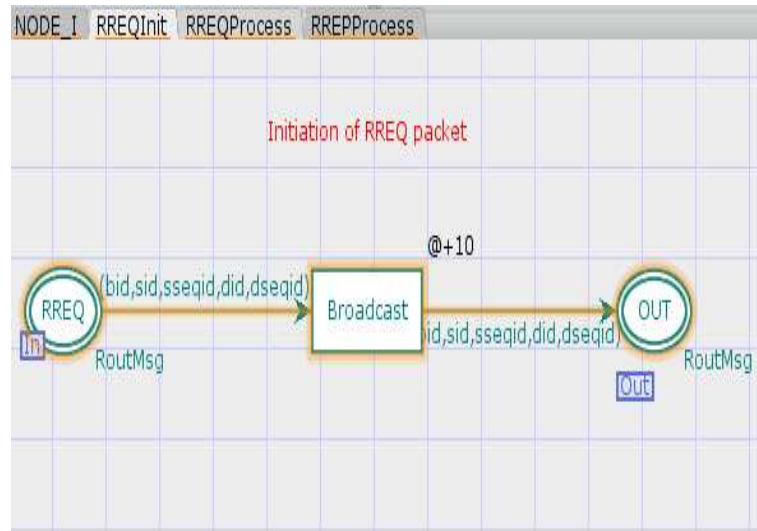 NODE_I RREQInit RREQProcess RREPProcess
Initiation of RREQ packet
@+10
(bid,sid,sseqid,did,dseqid)
RREQ
Broadcast
OUT
id,sid,sseqid,did,dseqid)
In
RoutMsg
RoutMsg
Out